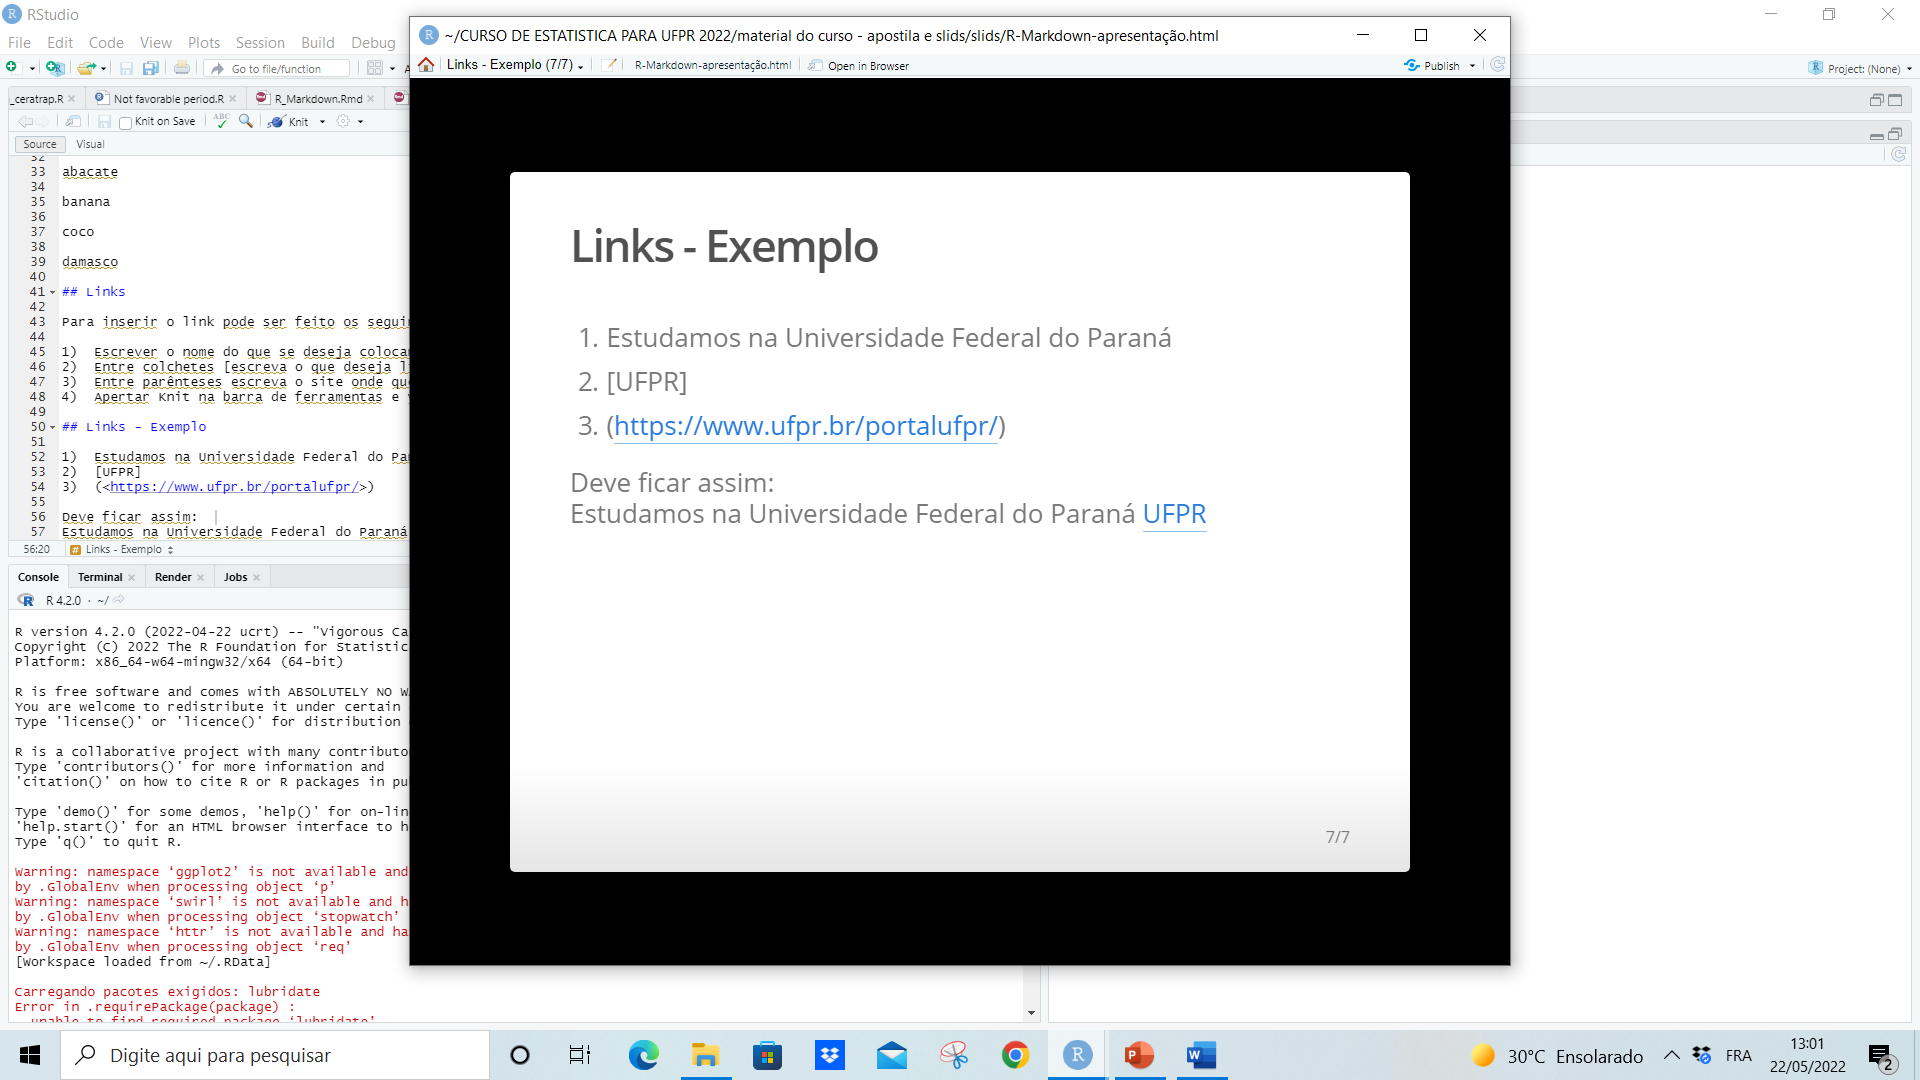 RStudio
File Edit Code View Plots Session Build Debug
Go to file/function
Project: (None)
_ceratrap.R
Not favorable period.R
R_Markdown.Rmd
Knit on Save
ABC
Knit
Source
Visual
32
33 abacate
34
35 banana
36
37 coco
38
39 damasco
40
41 ## Links
42
43 Para inserir o link pode ser feito os
44
45 1) Escrever o nome do que se deseja
46 2) Entre colchetes [escreva o que deseja
47 3) Entre parênteses escreva o site onde
48 4) Apertar Knit na barra de ferramentas e
49
50 ## Links - Exemplo
51
52 1) Estudamos na Universidade Federal do
53 2) [UFPR]
54 3) (<https://www.ufpr.br/portalufpr/>)
55
56 Deve ficar assim:
57 Estudamos na Universidade Federal do Paraná
56:20
# Links - Exemplo
Console Terminal Render Jobs
R 4.2.0 · ~/
R version 4.2.0 (2022-04-22 ucrt) -- "Vigorous
Copyright (C) 2022 The R Foundation for
Platform: x86_64-w64-mingw32/x64 (64-bit)
R is free software and comes with ABSOLUTELY NO
You are welcome to redistribute it under certain
Type 'license()' or 'licence()' for distribution
R is a collaborative project with many
Type 'contributors()' for more information and
'citation()' on how to cite R or R packages in
Type 'demo()' for some demos, 'help()' for
'help.start()' for an HTML browser interface to
Type 'q()' to quit R.
Warning: namespace ‘ggplot2’ is not available and
by .GlobalEnv when processing object ‘p’
Warning: namespace ‘swirl’ is not available and
by .GlobalEnv when processing object ‘stopwatch’
Warning: namespace ‘httr’ is not available and
by .GlobalEnv when processing object ‘req’
[Workspace loaded from ~/.RData]
Carregando pacotes exigidos: lubridate
Error in .requirePackage(package) :
unable to find required package ‘lubridate’
~/CURSO DE ESTATISTICA PARA UFPR 2022/material do curso - apostila e slids/slids/R-Markdown-apresentação.html
Links - Exemplo (7/7)
R-Markdown-apresentação.html
Open in Browser
Publish
Links - Exemplo
1. Estudamos na Universidade Federal do Paraná
2. [UFPR]
3. (https://www.ufpr.br/portalufpr/)
Deve ficar assim:
Estudamos na Universidade Federal do Paraná UFPR
7/7
Digite aqui para pesquisar
30°C Ensolarado
FRA
13:01
22/05/2022
2